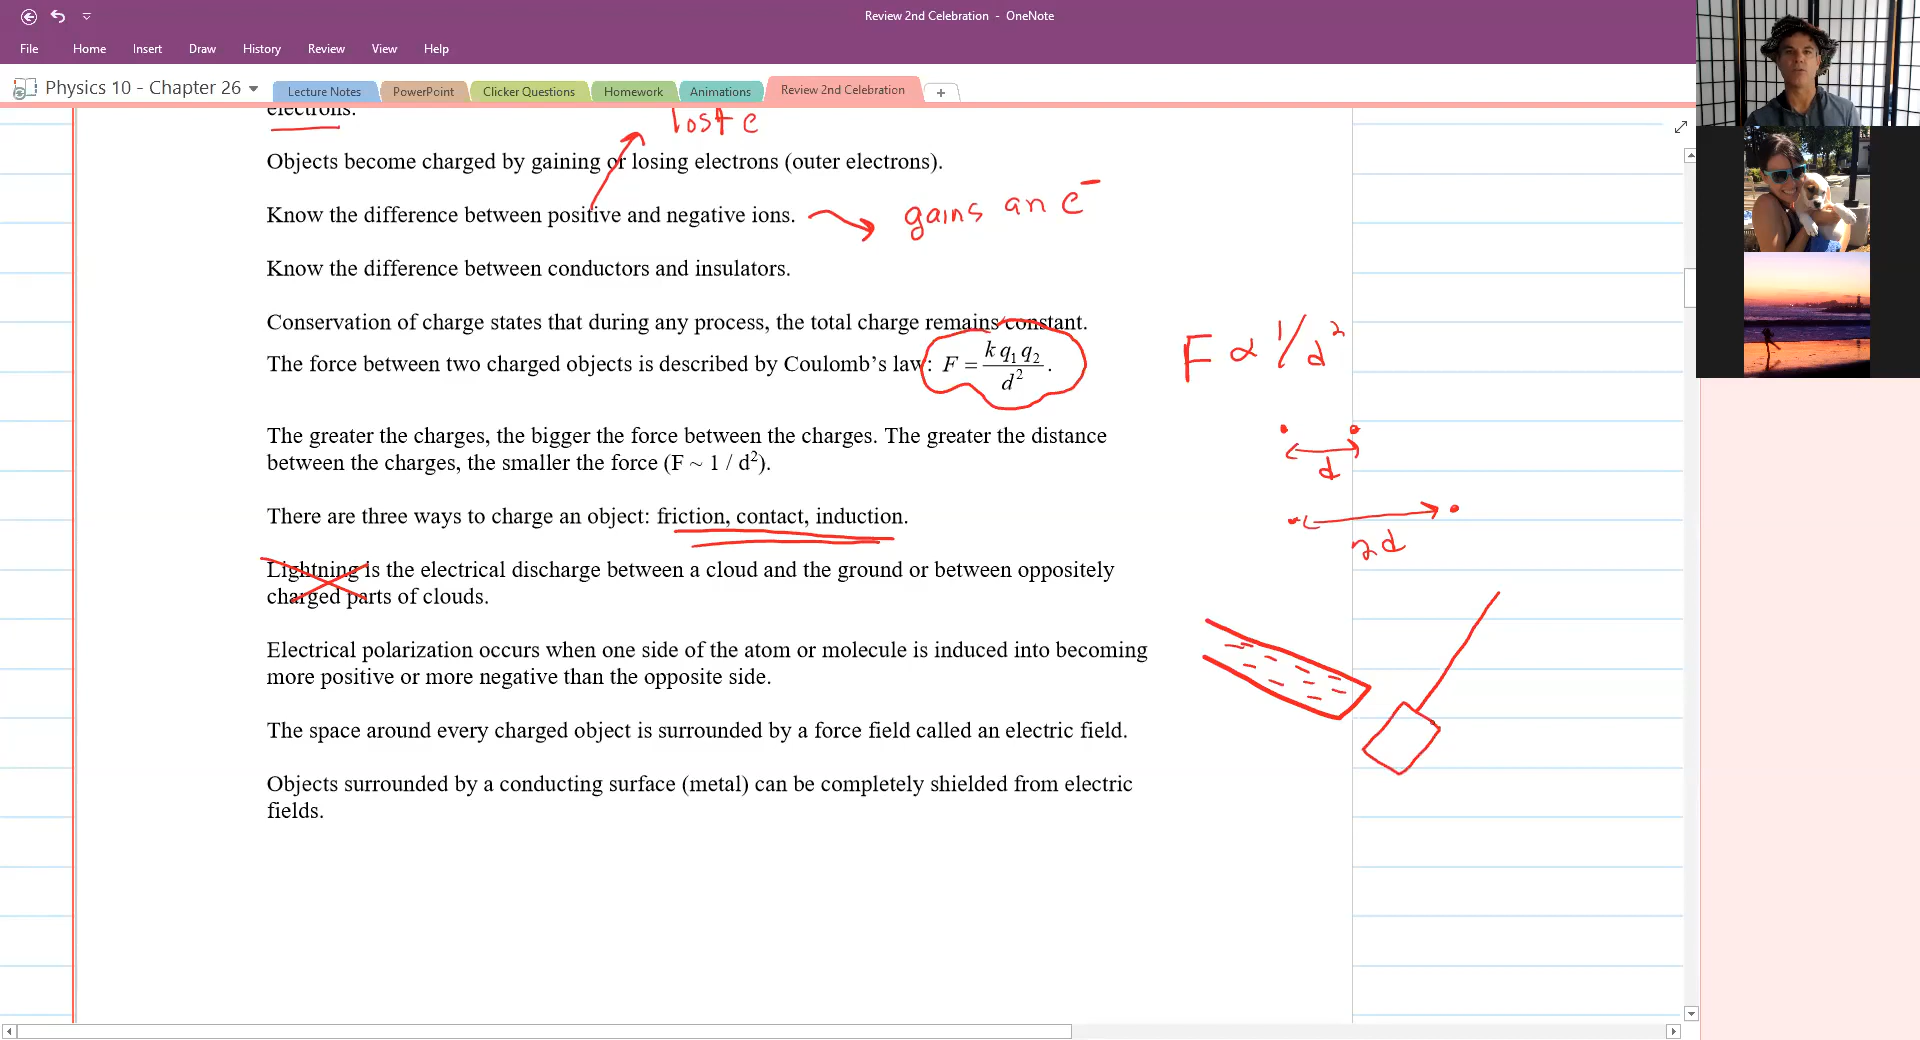 Review 2nd Celebration - OneNote
File Home Insert Draw History Review View Help
Physics 10 - Chapter 26
Lecture Notes PowerPoint Clicker Questions Homework Animations Review 2nd Celebration +
electrons.
lost e
Objects become charged by gaining or losing electrons (outer electrons).
Know the difference between positive and negative ions.
gains an e⁻
Know the difference between conductors and insulators.
Conservation of charge states that during any process, the total charge remains constant.
The force between two charged objects is described by Coulomb's law: F = k q₁ q₂ / d² .
F ∝ 1/d²
The greater the charges, the bigger the force between the charges. The greater the distance
between the charges, the smaller the force (F ~ 1 / d²).
d
There are three ways to charge an object: friction, contact, induction.
2d
Lightning is the electrical discharge between a cloud and the ground or between oppositely
charged parts of clouds.
Electrical polarization occurs when one side of the atom or molecule is induced into becoming
more positive or more negative than the opposite side.
The space around every charged object is surrounded by a force field called an electric field.
Objects surrounded by a conducting surface (metal) can be completely shielded from electric
fields.